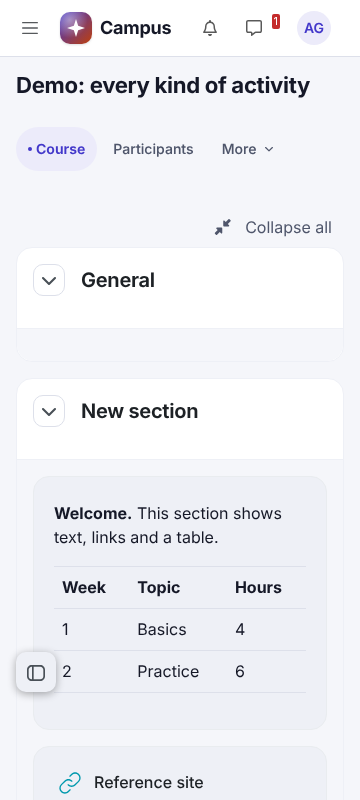 Campus
1
AG
Demo: every kind of activity
• Course Participants More
Collapse all
General
New section
Welcome. This section shows
text, links and a table.
Week Topic Hours
1 Basics 4
2 Practice 6
Reference site